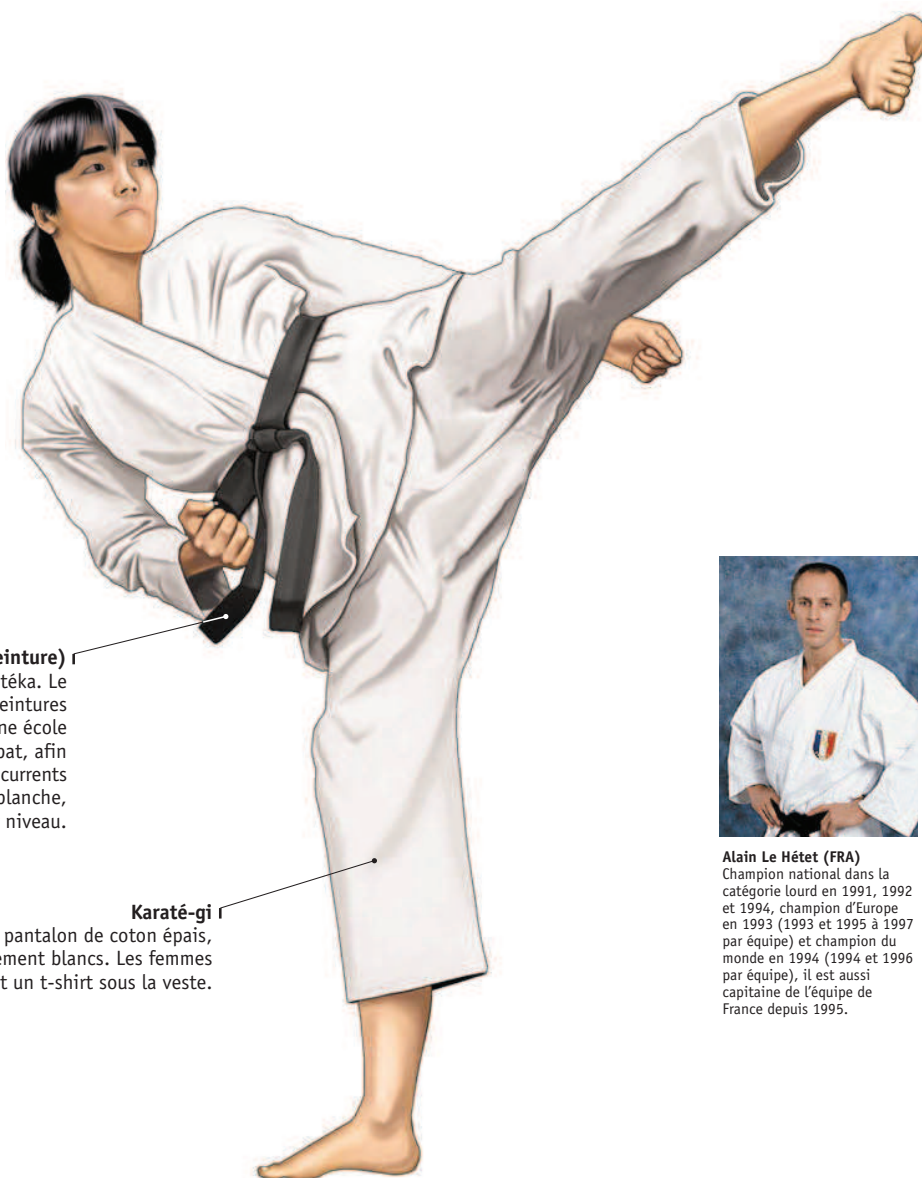 einture)
téka. Le
eintures
ne école
bat, afin
currents
blanche,
niveau.
Karaté-gi
pantalon de coton épais,
ement blancs. Les femmes
t un t-shirt sous la veste.
Alain Le Hétet (FRA)
Champion national dans la
catégorie lourd en 1991, 1992
et 1994, champion d’Europe
en 1993 (1993 et 1995 à 1997
par équipe) et champion du
monde en 1994 (1994 et 1996
par équipe), il est aussi
capitaine de l’équipe de
France depuis 1995.